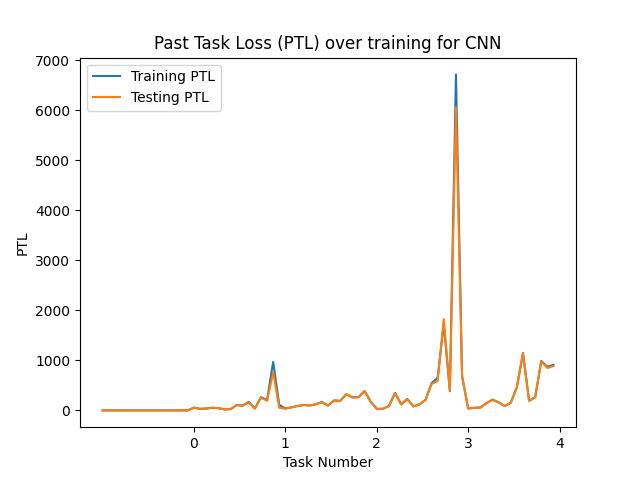 Past Task Loss (PTL) over training for CNN
7000
6000
5000
4000
3000
2000
1000
0
PTL
Training PTL
Testing PTL
0 1 2 3 4
Task Number